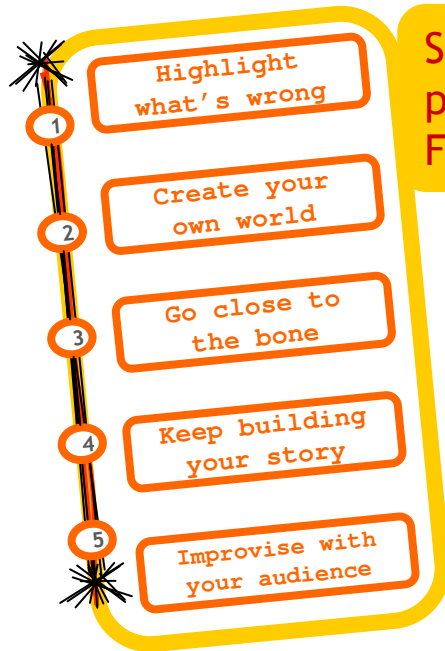 Highlight
what's wrong
1
Create your
own world
2
Go close to
the bone
3
Keep building
your story
4
Improvise with
your audience
5
S
p
F